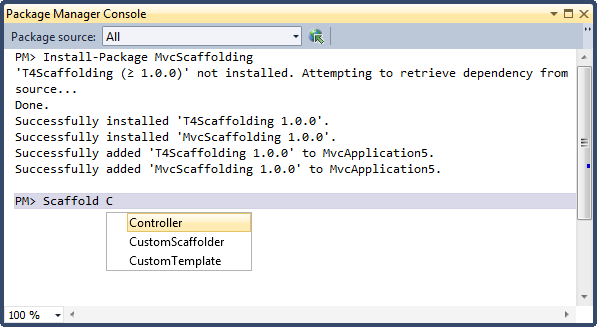 Package Manager Console
Package source: All
PM> Install-Package MvcScaffolding
'T4Scaffolding (≥ 1.0.0)' not installed. Attempting to retrieve dependency from
source...
Done.
Successfully installed 'T4Scaffolding 1.0.0'.
Successfully installed 'MvcScaffolding 1.0.0'.
Successfully added 'T4Scaffolding 1.0.0' to MvcApplication5.
Successfully added 'MvcScaffolding 1.0.0' to MvcApplication5.
PM> Scaffold C
Controller
CustomScaffolder
CustomTemplate
100 %